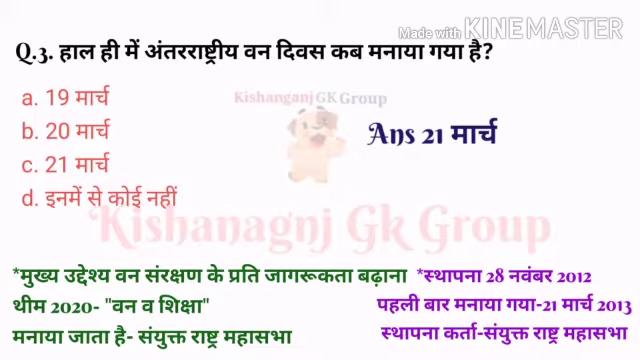 Made with KINEMASTER
Q.3. हाल ही में अंतरराष्ट्रीय वन दिवस कब मनाया गया है?
a. 19 मार्च
b. 20 मार्च
c. 21 मार्च
d. इनमें से कोई नहीं
Kishanganj GK Group
Ans 21 मार्च
Kishanagnj Gk Group
*मुख्य उद्देश्य वन संरक्षण के प्रति जागरूकता बढ़ाना
थीम 2020- "वन व शिक्षा"
मनाया जाता है- संयुक्त राष्ट्र महासभा
*स्थापना 28 नवंबर 2012
पहली बार मनाया गया-21 मार्च 2013
स्थापना कर्ता-संयुक्त राष्ट्र महासभा